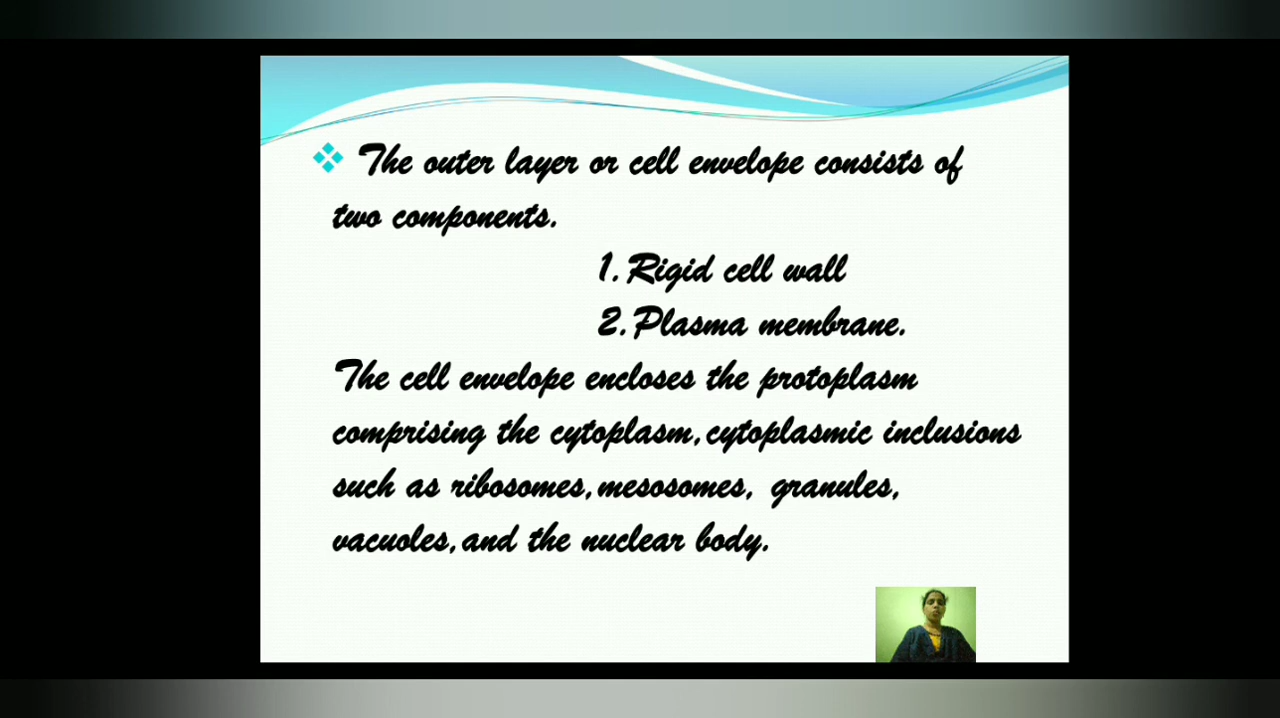 The outer layer or cell envelope consists of
two components.
1. Rigid cell wall
2. Plasma membrane.
The cell envelope encloses the protoplasm
comprising the cytoplasm,cytoplasmic inclusions
such as ribosomes,mesosomes, granules,
vacuoles,and the nuclear body.